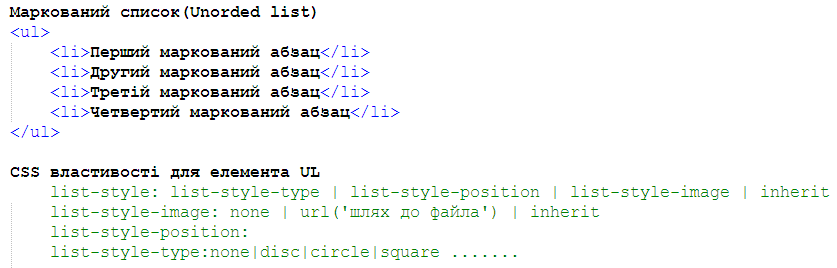 Маркований список(Unorded list)
<ul>
<li>Перший маркований абзац</li>
<li>Другий маркований абзац</li>
<li>Третій маркований абзац</li>
<li>Четвертий маркований абзац</li>
</ul>
CSS властивості для елемента UL
list-style: list-style-type | list-style-position | list-style-image | inherit
list-style-image: none | url('шлях до файла') | inherit
list-style-position:
list-style-type:none|disc|circle|square .......